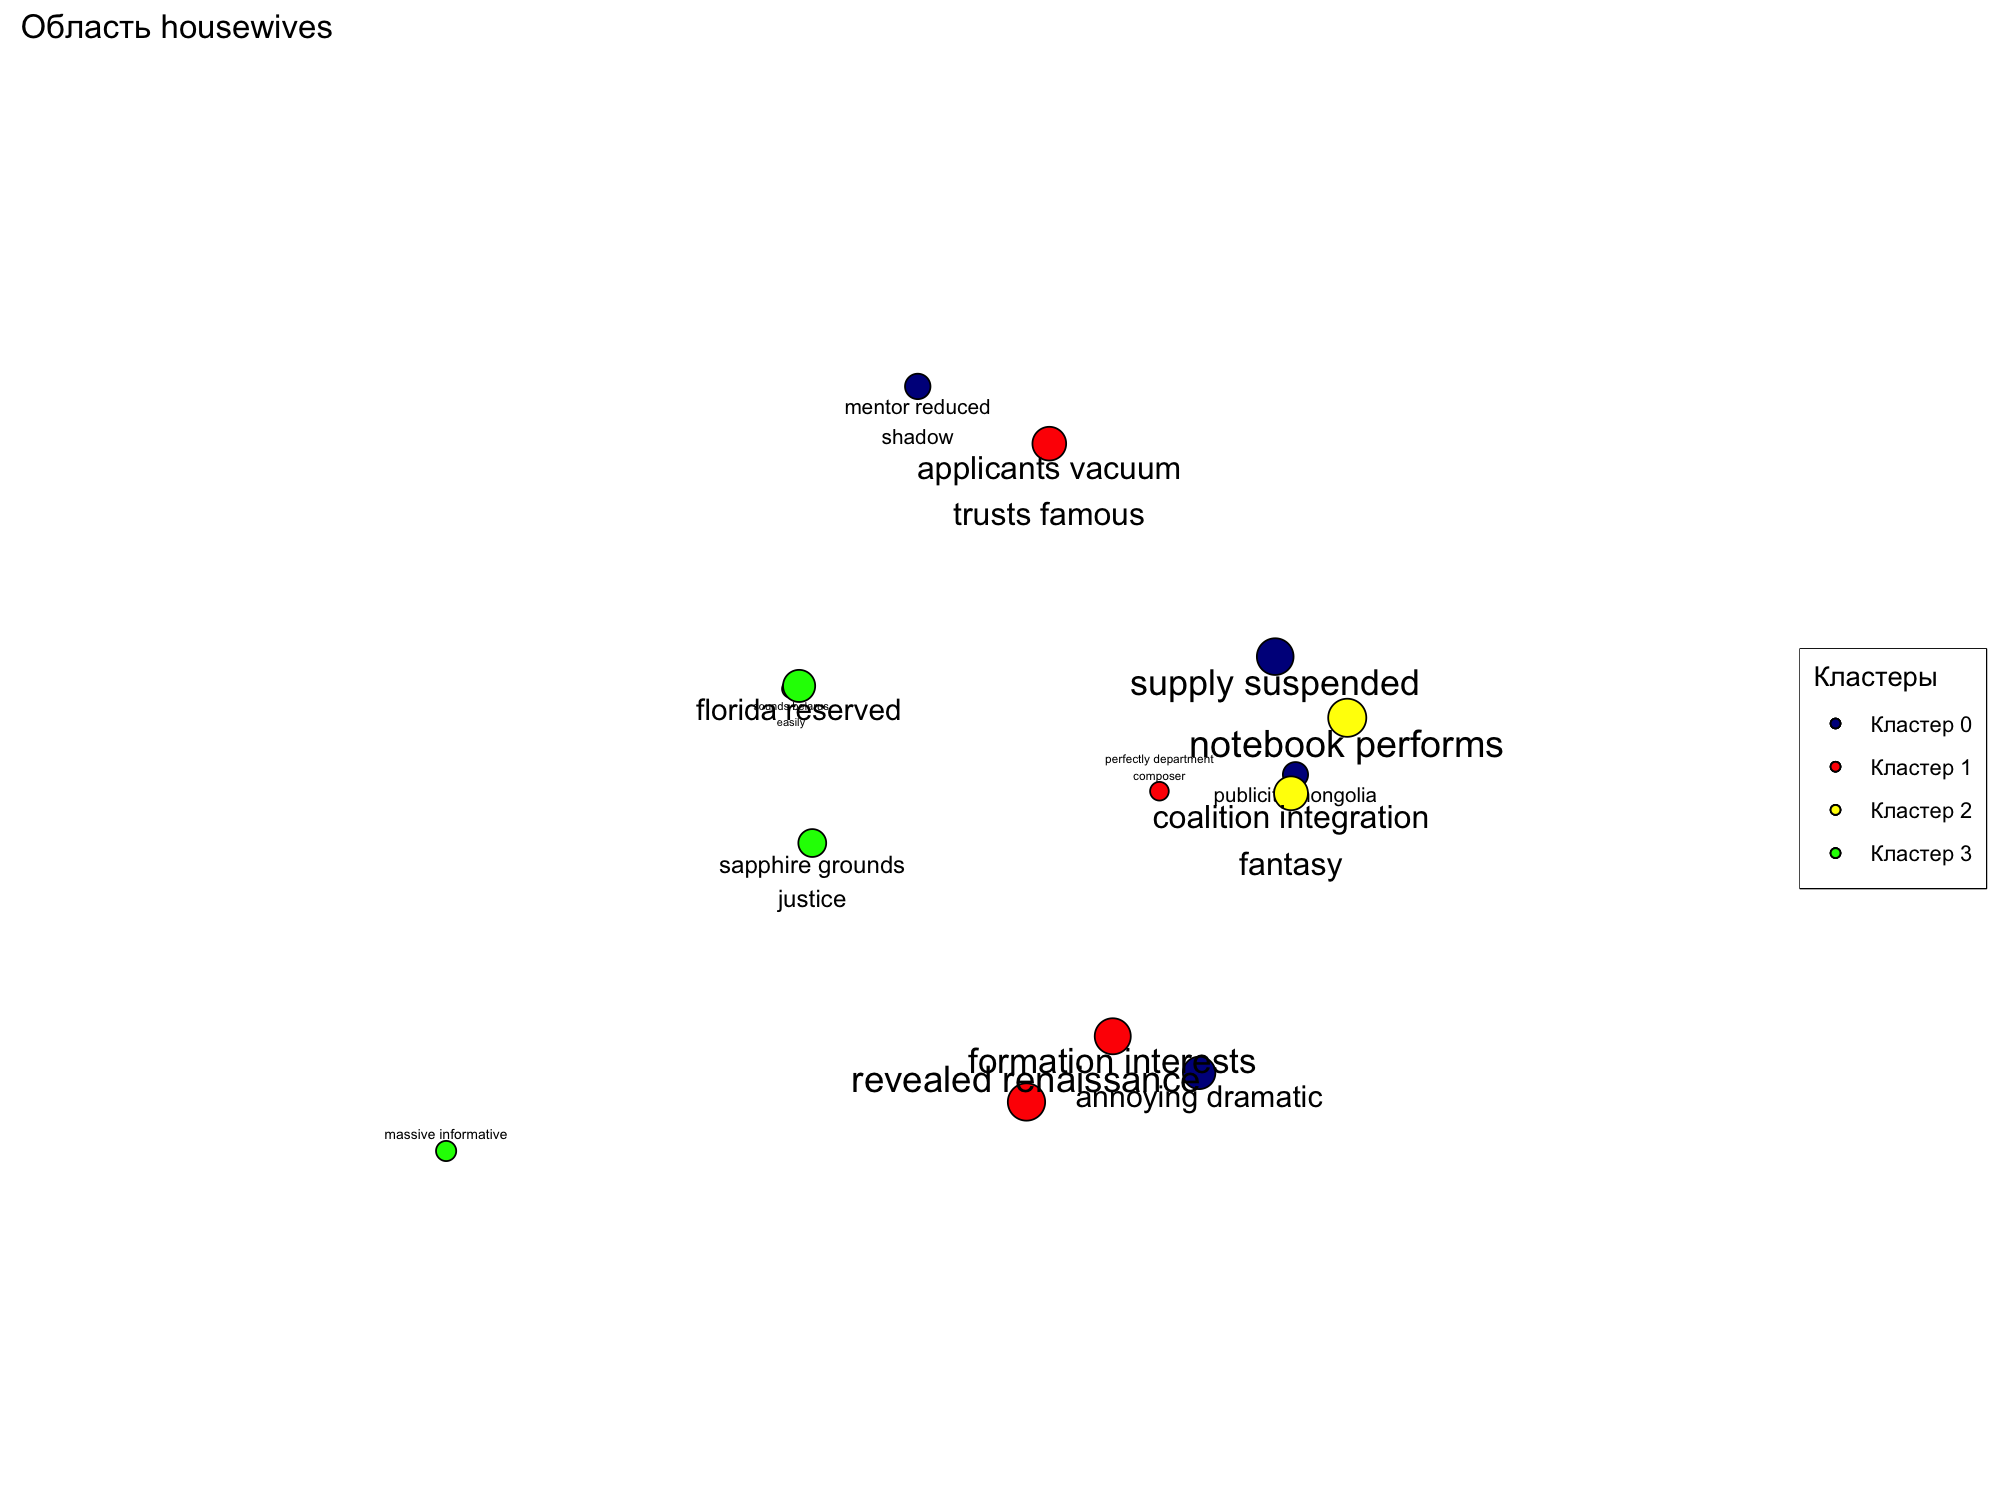 Область housewives
mentor reduced
shadow
applicants vacuum
trusts famous
supply suspended
florida reserved
easily
notebook performs
perfectly department
composer
publicity mongolia
coalition integration
fantasy
sapphire grounds
justice
formation interests
revealed renaissance
annoying dramatic
massive informative
Кластеры
Кластер 0
Кластер 1
Кластер 2
Кластер 3